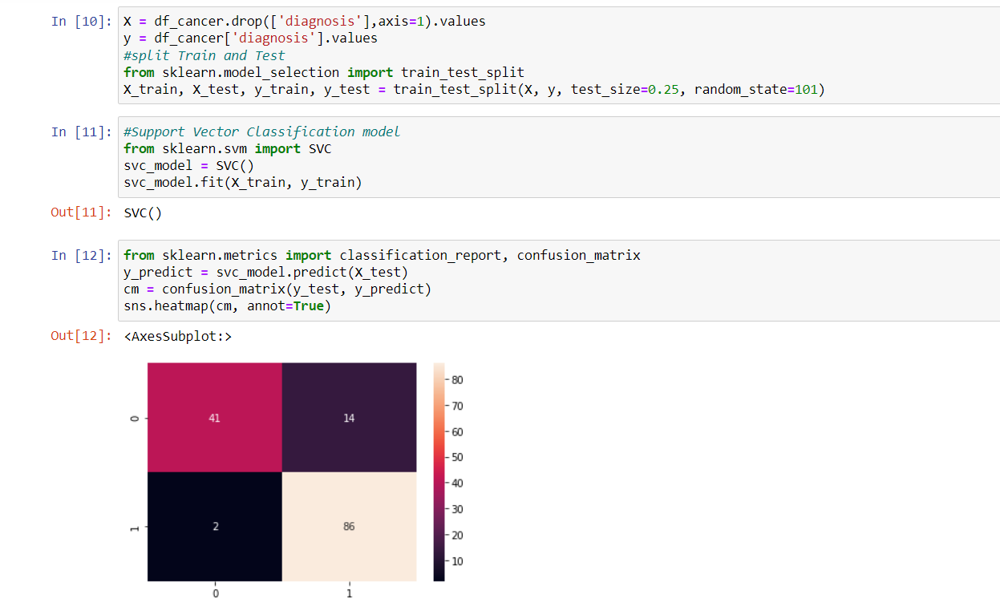 In [10]: X = df_cancer.drop(['diagnosis'],axis=1).values
y = df_cancer['diagnosis'].values
#split Train and Test
from sklearn.model_selection import train_test_split
X_train, X_test, y_train, y_test = train_test_split(X, y, test_size=0.25, random_state=101)
In [11]: #Support Vector Classification model
from sklearn.svm import SVC
svc_model = SVC()
svc_model.fit(X_train, y_train)
Out[11]: SVC()
In [12]: from sklearn.metrics import classification_report, confusion_matrix
y_predict = svc_model.predict(X_test)
cm = confusion_matrix(y_test, y_predict)
sns.heatmap(cm, annot=True)
Out[12]: <AxesSubplot:>
80
70
60
50
40
30
20
10
0 41 14
1 2 86
0 1